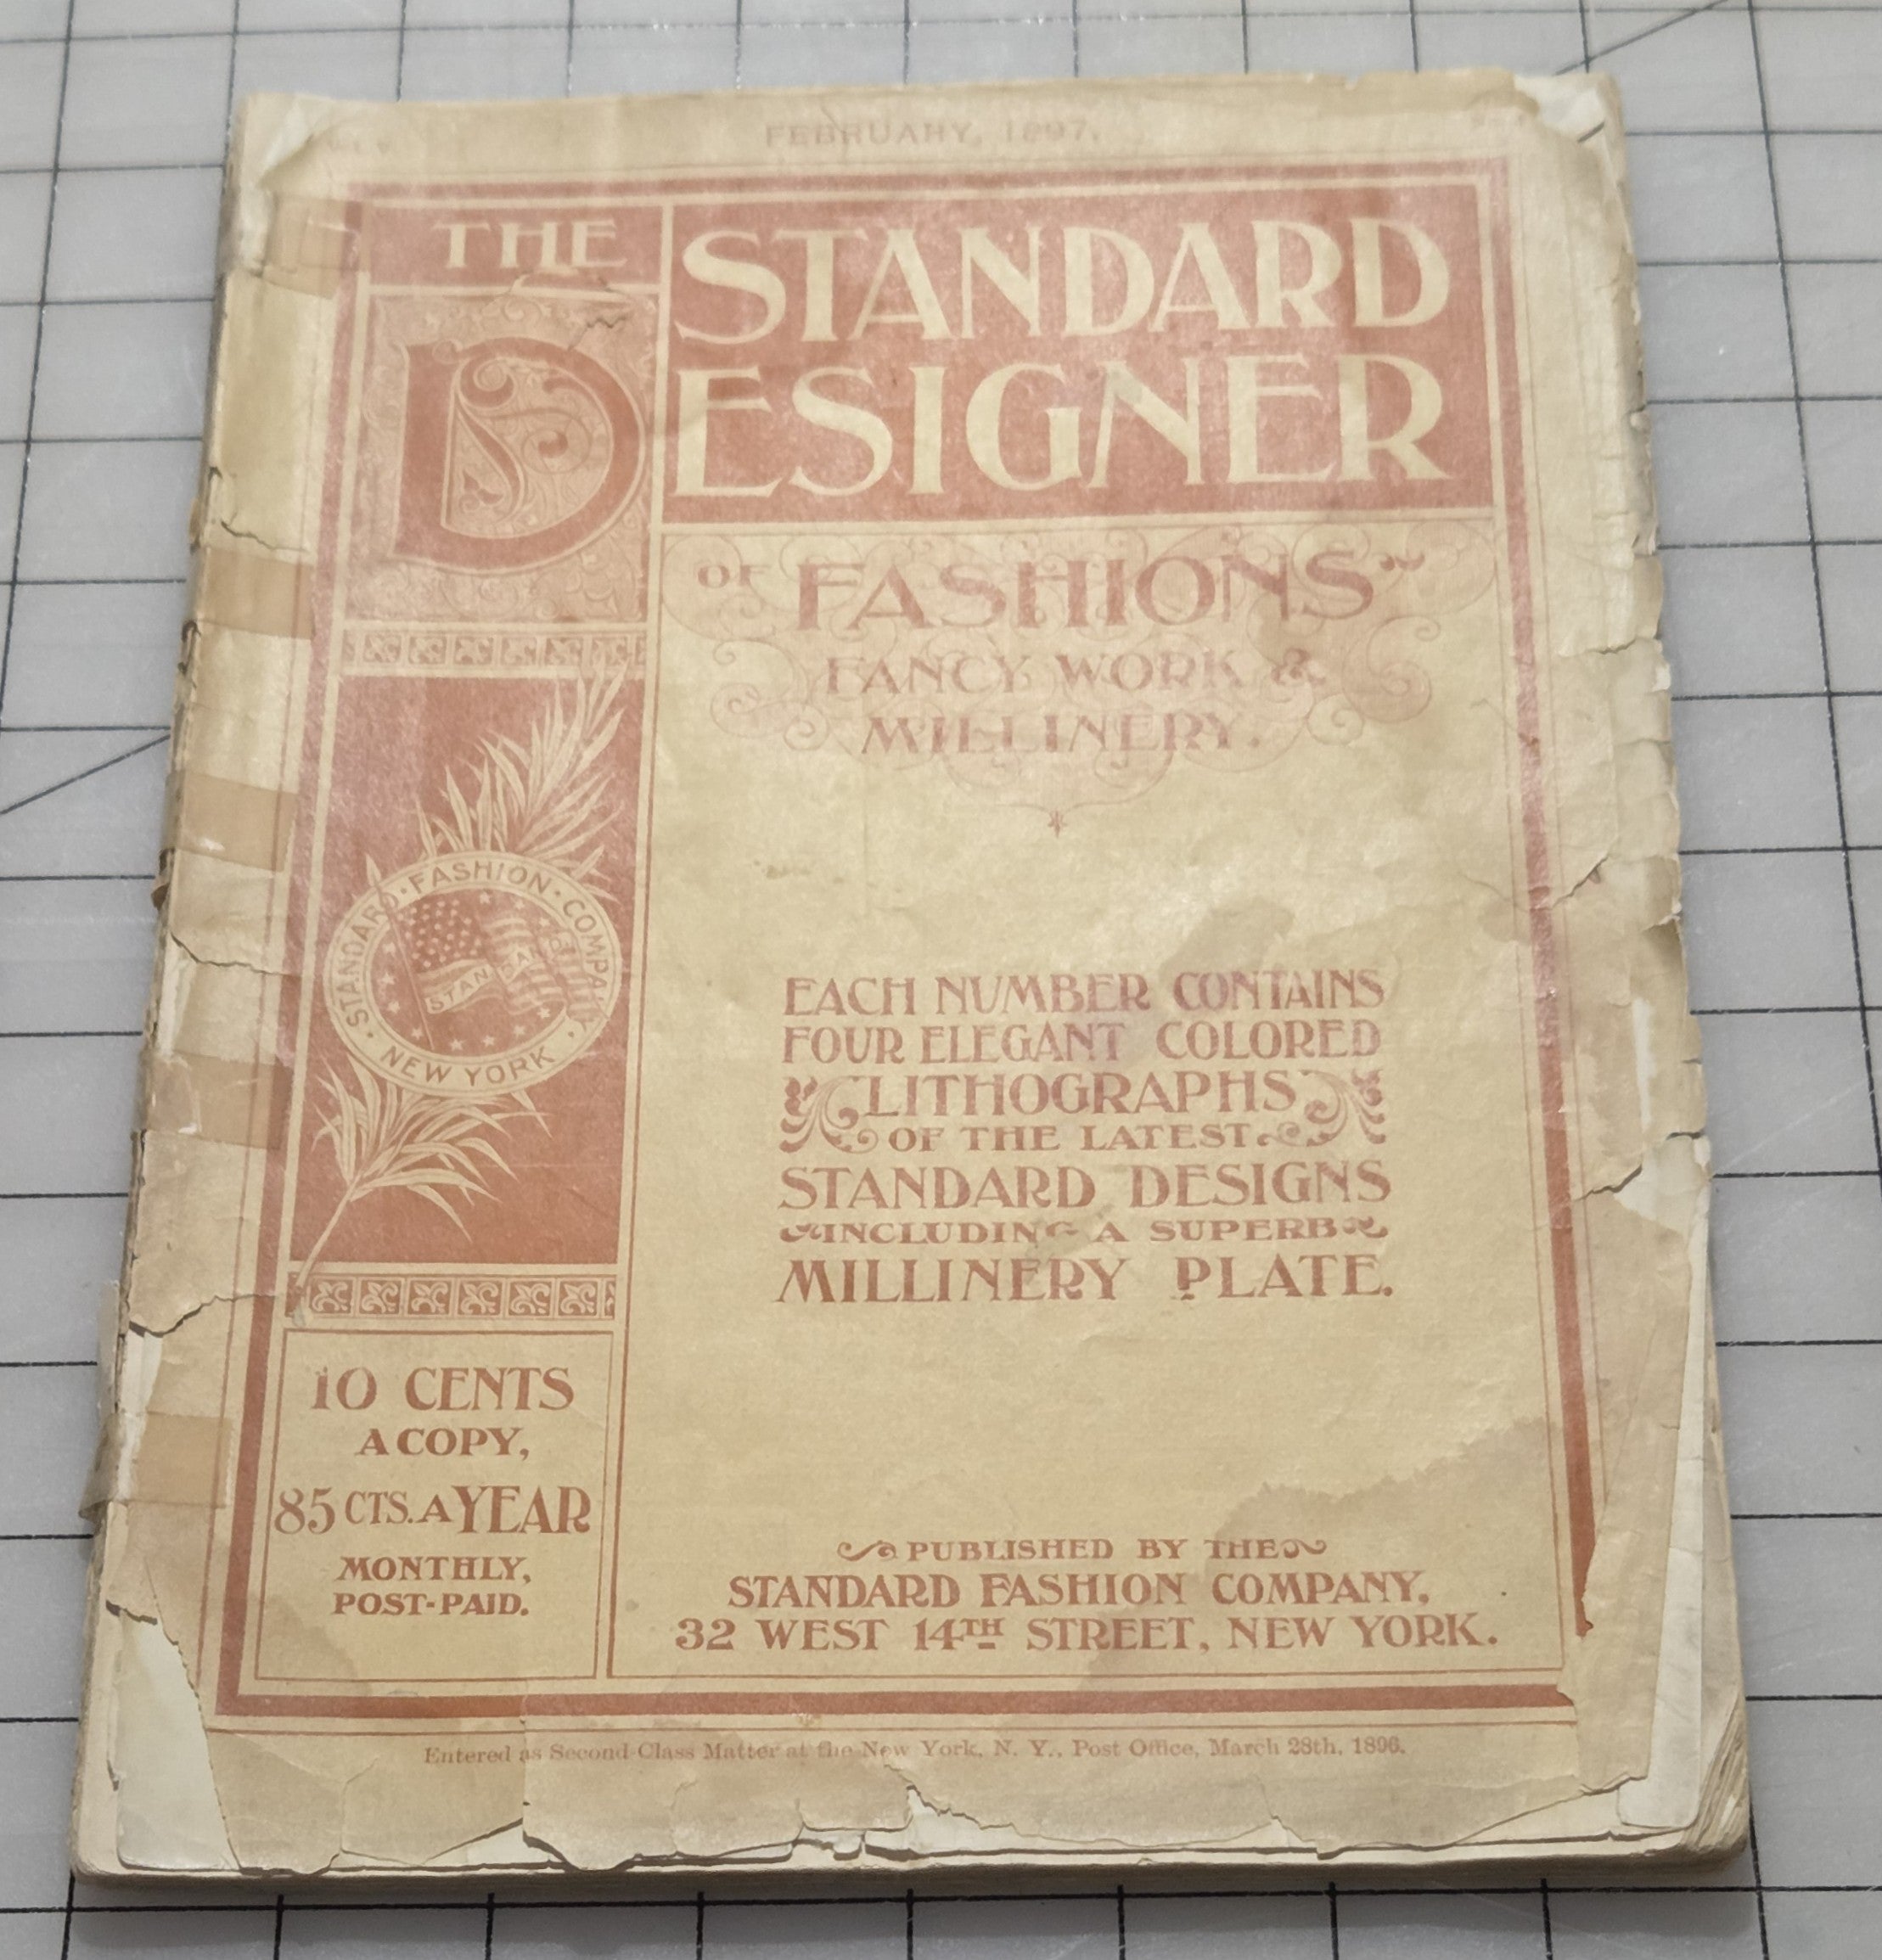 FEBRUARY, 1897.
THE
STANDARD
DESIGNER
OF FASHIONS
FANCY WORK &
MILLINERY.
STANDARD · FASHION · COMPANY ·
STANDARD
· NEW YORK ·
EACH NUMBER CONTAINS
FOUR ELEGANT COLORED
LITHOGRAPHS
OF THE LATEST
STANDARD DESIGNS
INCLUDING A SUPERB
MILLINERY PLATE.
10 CENTS
A COPY,
85 CTS. A YEAR
MONTHLY,
POST-PAID.
PUBLISHED BY THE
STANDARD FASHION COMPANY,
32 WEST 14TH STREET, NEW YORK.
Entered as Second-Class Matter at the New York, N. Y., Post Office, March 28th, 1896.